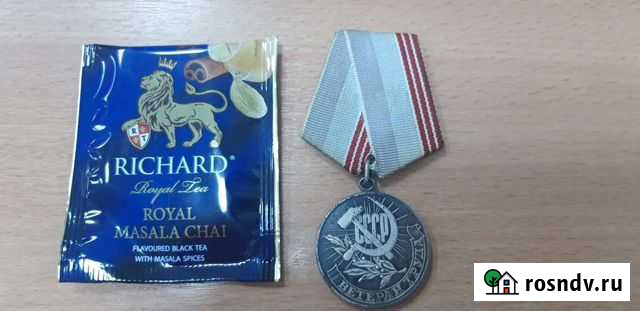 R T
RICHARD®
Royal Tea
ROYAL
MASALA CHAI
FLAVOURED BLACK TEA
WITH MASALA SPICES
СССР
ВЕТЕРАН ТРУДА
rosndv.ru